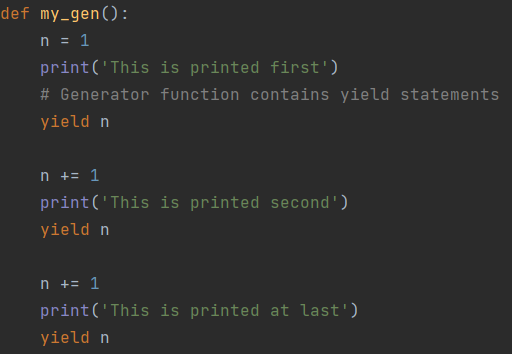 def my_gen():
    n = 1
    print('This is printed first')
    # Generator function contains yield statements
    yield n

    n += 1
    print('This is printed second')
    yield n

    n += 1
    print('This is printed at last')
    yield n